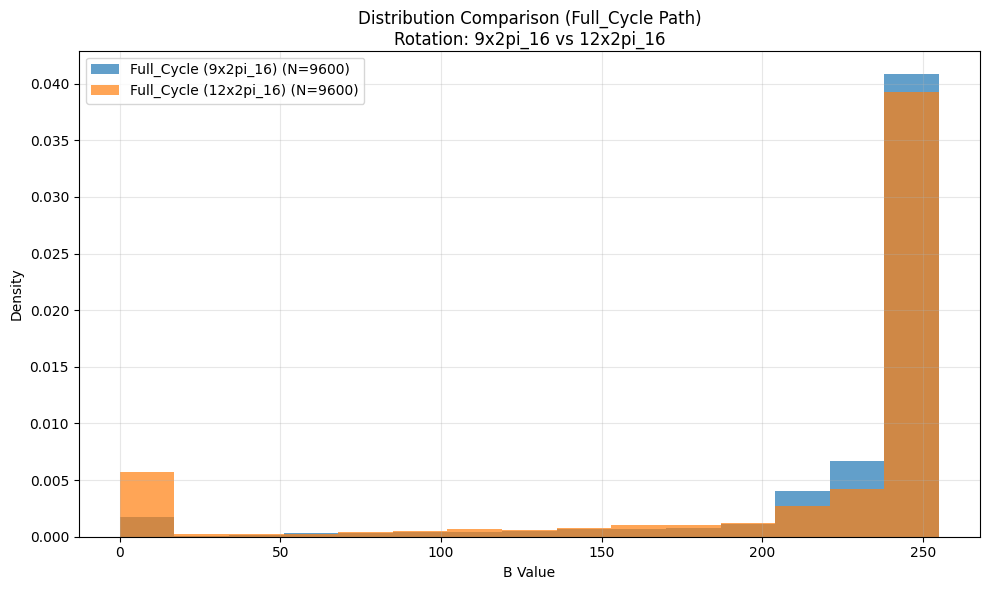 Distribution Comparison (Full_Cycle Path)
Rotation: 9x2pi_16 vs 12x2pi_16
Full_Cycle (9x2pi_16) (N=9600)
Full_Cycle (12x2pi_16) (N=9600)
0.040
0.035
0.030
0.025
0.020
0.015
0.010
0.005
0.000
Density
0 50 100 150 200 250
B Value